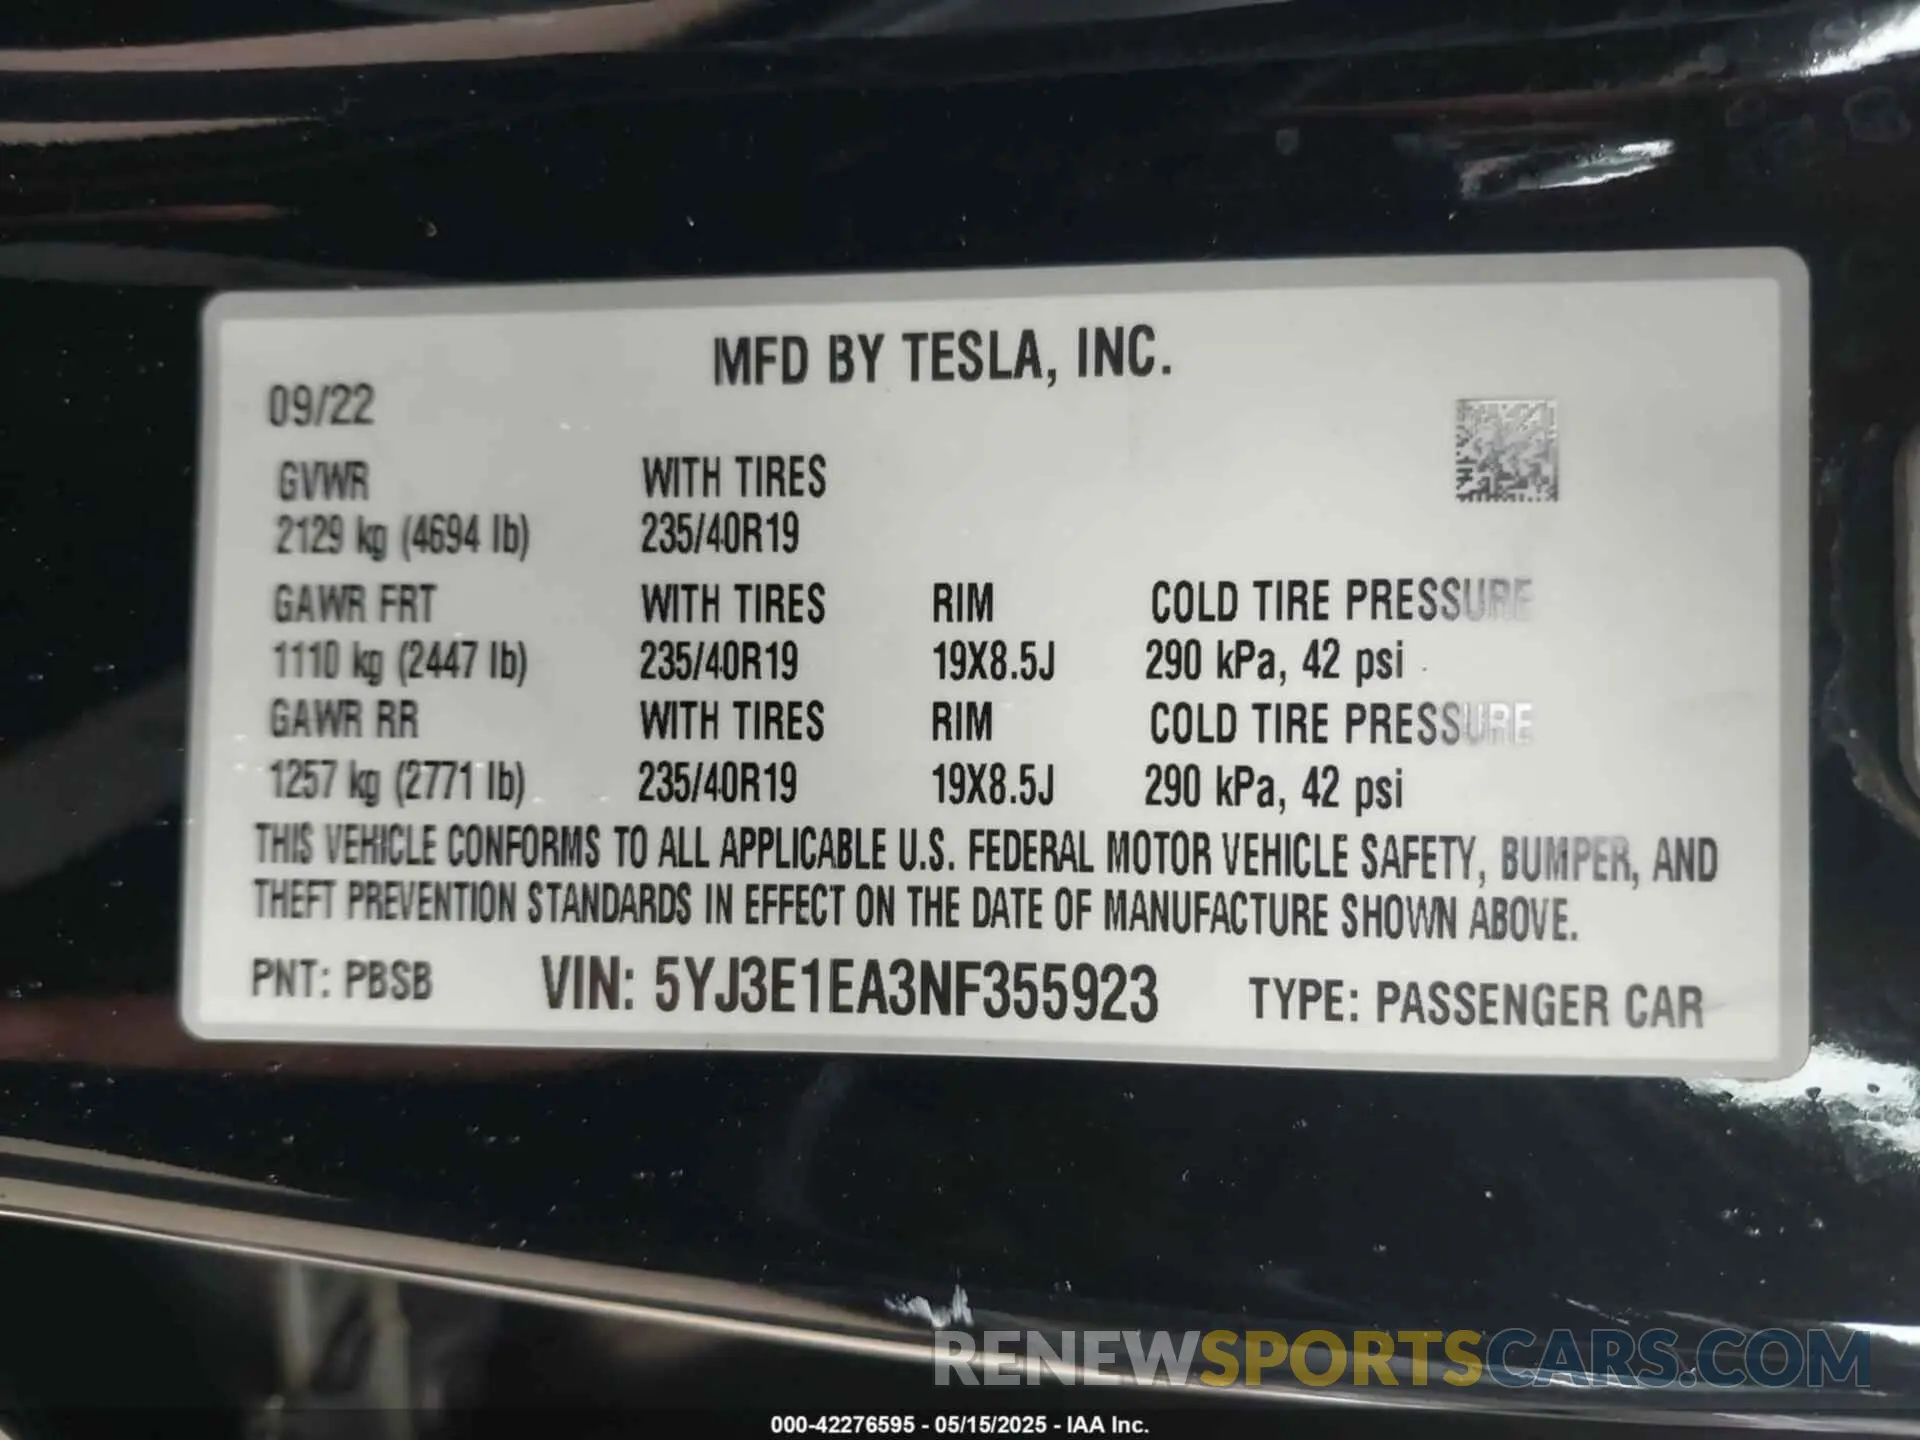 MFD BY TESLA, INC.
09/22
GVWR WITH TIRES
2129 kg (4694 lb) 235/40R19
GAWR FRT WITH TIRES RIM COLD TIRE PRESSURE
1110 kg (2447 lb) 235/40R19 19X8.5J 290 kPa, 42 psi
GAWR RR WITH TIRES RIM COLD TIRE PRESSURE
1257 kg (2771 lb) 235/40R19 19X8.5J 290 kPa, 42 psi
THIS VEHICLE CONFORMS TO ALL APPLICABLE U.S. FEDERAL MOTOR VEHICLE SAFETY, BUMPER, AND
THEFT PREVENTION STANDARDS IN EFFECT ON THE DATE OF MANUFACTURE SHOWN ABOVE.
PNT: PBSB VIN: 5YJ3E1EA3NF355923 TYPE: PASSENGER CAR
RENEWSPORTSCARS.COM
000-42276595 - 05/15/2025 - IAA Inc.